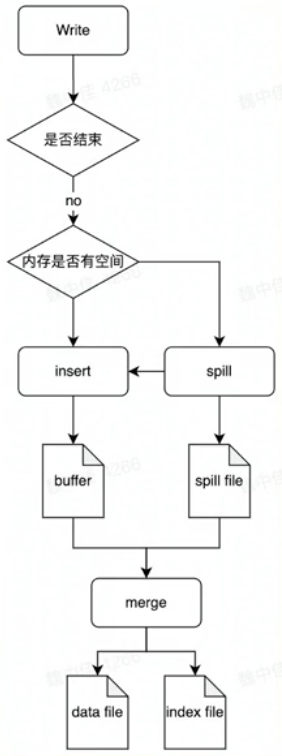 Write
是否结束
no
内存是否有空间
insert
spill
buffer
spill file
merge
data file
index file